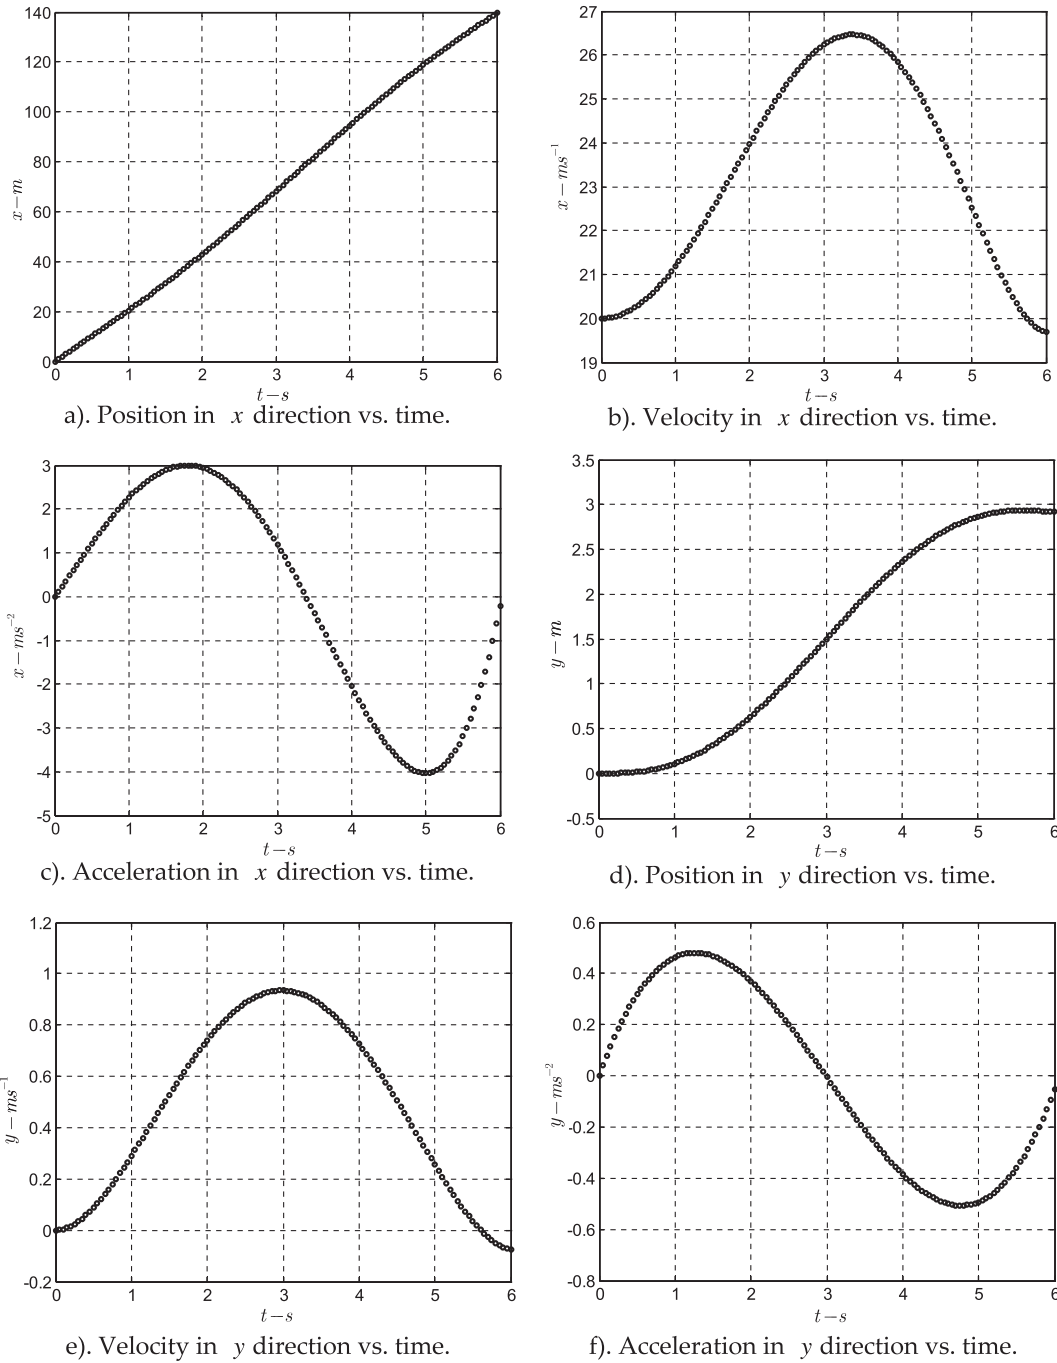 140
120
100
80
60
40
20
0
x – m
0 1 2 3 4 5 6
t – s
a). Position in x direction vs. time.
27
26
25
24
23
22
21
20
19
x – ms⁻¹
0 1 2 3 4 5 6
t – s
b). Velocity in x direction vs. time.
3
2
1
0
-1
-2
-3
-4
-5
x – ms⁻²
0 1 2 3 4 5 6
t – s
c). Acceleration in x direction vs. time.
3.5
3
2.5
2
1.5
1
0.5
0
-0.5
y – m
0 1 2 3 4 5 6
t – s
d). Position in y direction vs. time.
1.2
1
0.8
0.6
0.4
0.2
0
-0.2
y – ms⁻¹
0 1 2 3 4 5 6
t – s
e). Velocity in y direction vs. time.
0.6
0.4
0.2
0
-0.2
-0.4
-0.6
-0.8
y – ms⁻²
0 1 2 3 4 5 6
t – s
f). Acceleration in y direction vs. time.